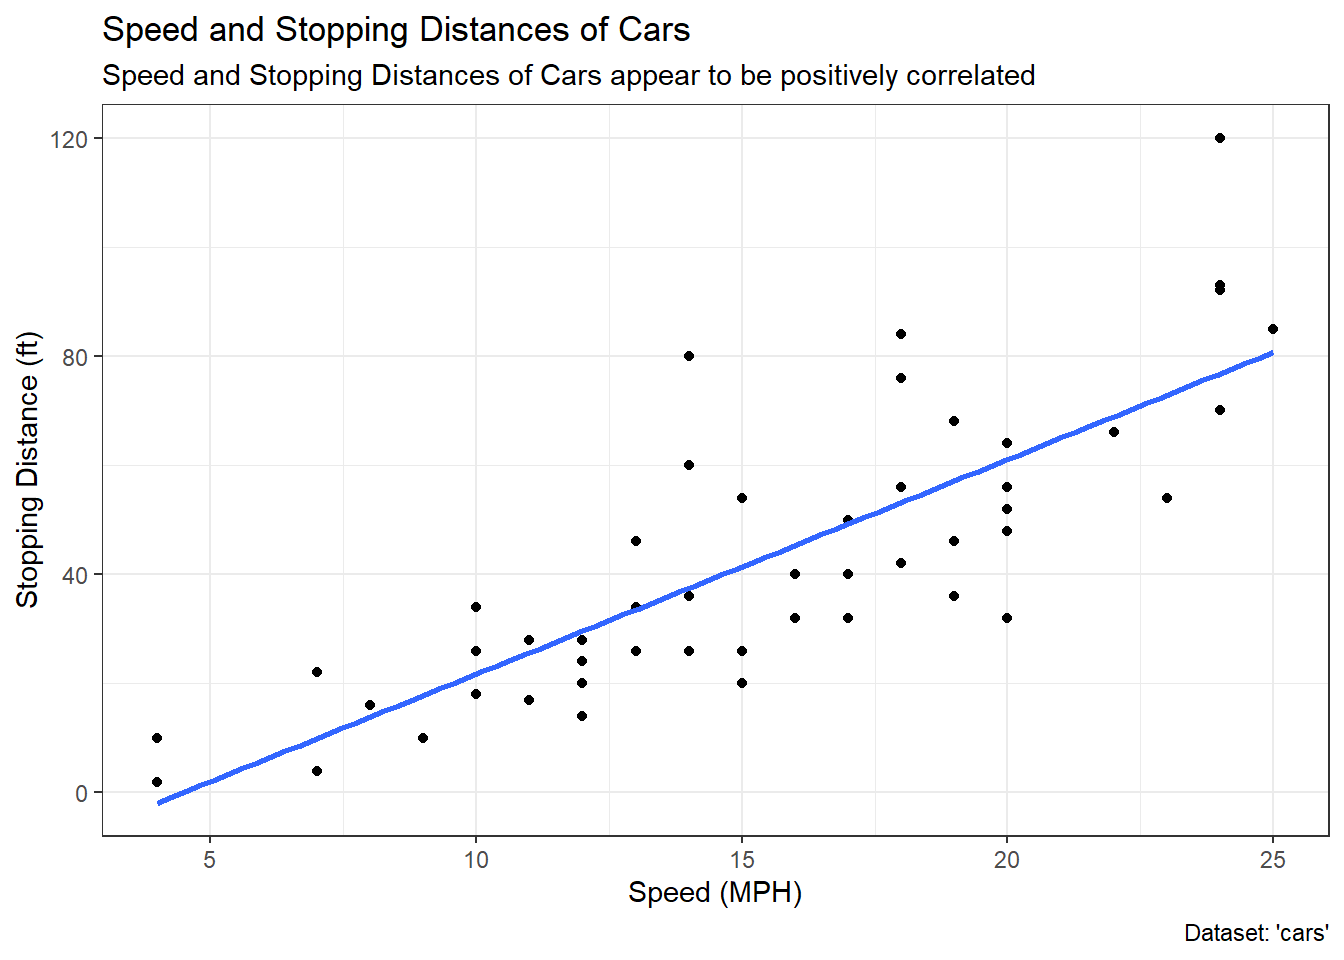 Speed and Stopping Distances of Cars
Speed and Stopping Distances of Cars appear to be positively correlated
120
80
40
0
Stopping Distance (ft)
5 10 15 20 25
Speed (MPH)
Dataset: 'cars'